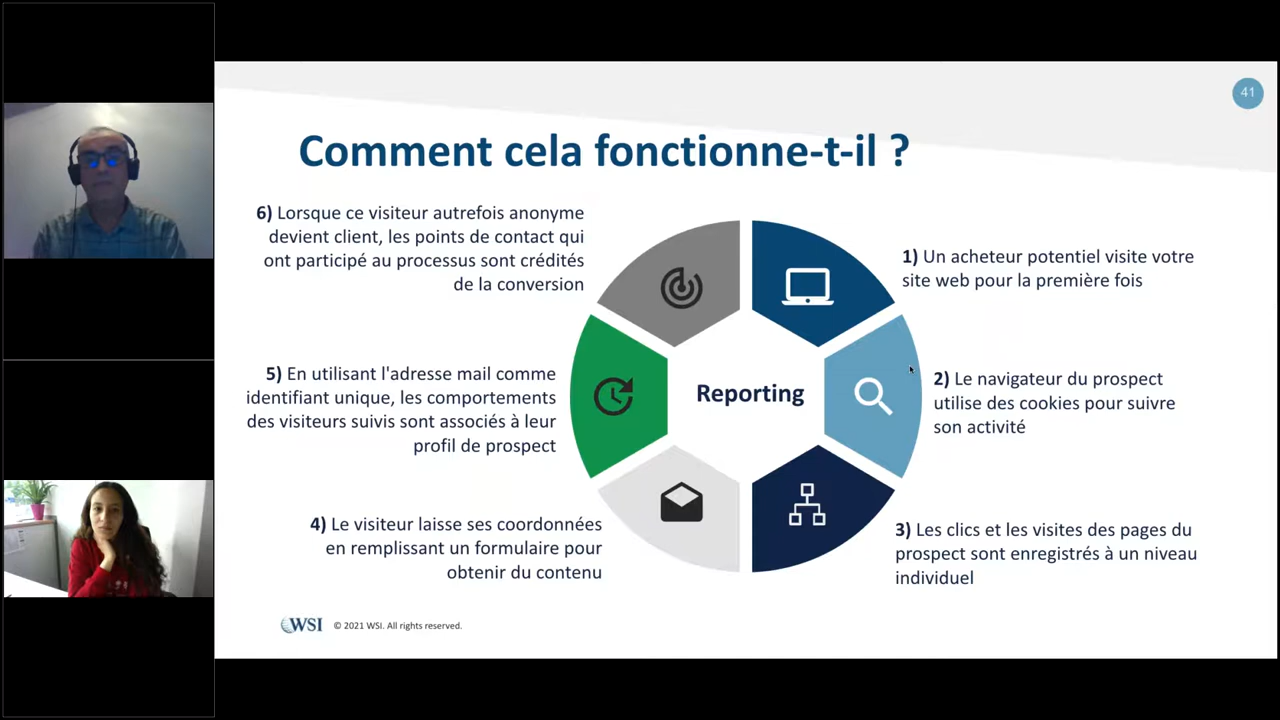 41
Comment cela fonctionne-t-il ?
6) Lorsque ce visiteur autrefois anonyme
devient client, les points de contact qui
ont participé au processus sont crédités
de la conversion
1) Un acheteur potentiel visite votre
site web pour la première fois
5) En utilisant l'adresse mail comme
identifiant unique, les comportements
des visiteurs suivis sont associés à leur
profil de prospect
Reporting
2) Le navigateur du prospect
utilise des cookies pour suivre
son activité
4) Le visiteur laisse ses coordonnées
en remplissant un formulaire pour
obtenir du contenu
3) Les clics et les visites des pages du
prospect sont enregistrés à un niveau
individuel
WSI © 2021 WSI. All rights reserved.